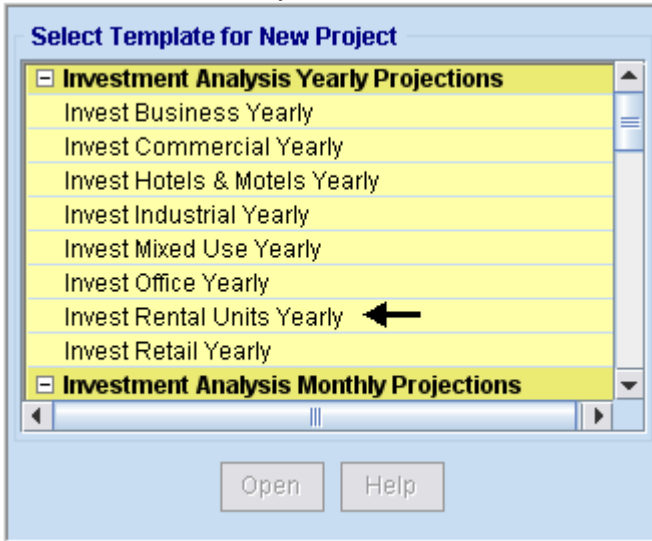 Select Template for New Project
Investment Analysis Yearly Projections
Invest Business Yearly
Invest Commercial Yearly
Invest Hotels & Motels Yearly
Invest Industrial Yearly
Invest Mixed Use Yearly
Invest Office Yearly
Invest Rental Units Yearly
Invest Retail Yearly
Investment Analysis Monthly Projections
Open Help